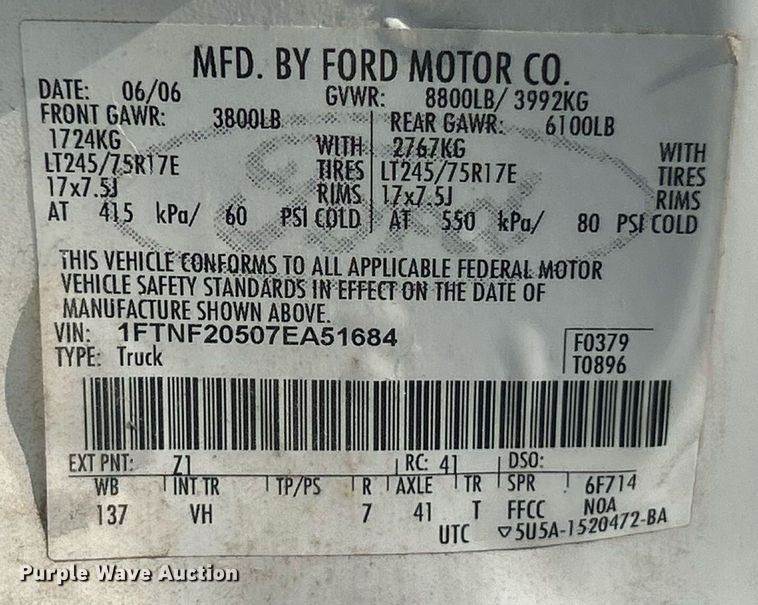 MFD. BY FORD MOTOR CO.
DATE: 06/06 GVWR: 8800LB/ 3992KG
FRONT GAWR: 3800LB REAR GAWR: 6100LB
1724KG WITH 2767KG WITH
LT245/75R17E TIRES LT245/75R17E TIRES
17x7.5J RIMS 17x7.5J RIMS
AT 415 kPa/ 60 PSI COLD AT 550 kPa/ 80 PSI COLD
Ford
THIS VEHICLE CONFORMS TO ALL APPLICABLE FEDERAL MOTOR
VEHICLE SAFETY STANDARDS IN EFFECT ON THE DATE OF
MANUFACTURE SHOWN ABOVE.
VIN: 1FTNF20507EA51684 F0379
TYPE: Truck T0896
EXT PNT: Z1 RC: 41 DSO:
WB INT TR TP/PS R AXLE TR SPR 6F714
137 VH 7 41 T FFCC N0A
UTC ▽5U5A-1520472-BA
Purple Wave Auction